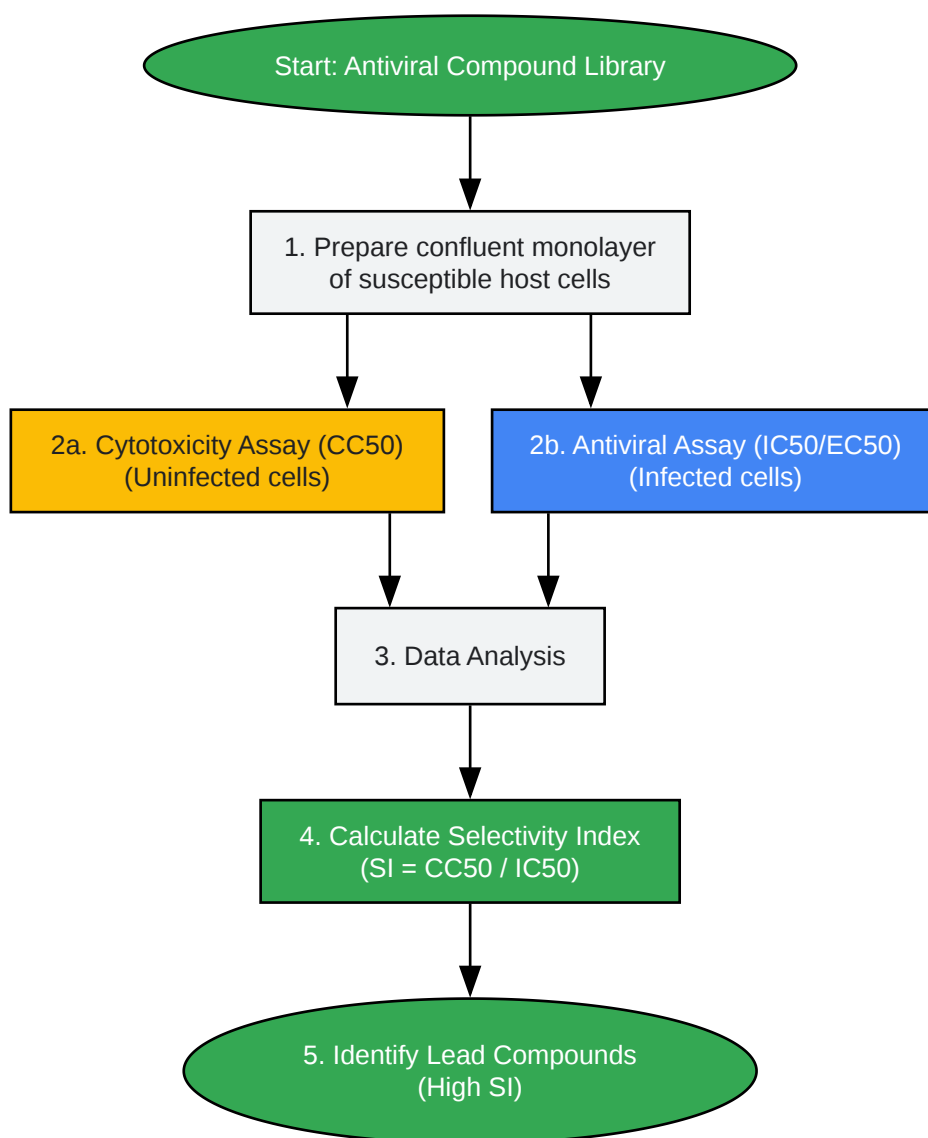 Start: Antiviral Compound Library
1. Prepare confluent monolayer
of susceptible host cells
2a. Cytotoxicity Assay (CC50)
(Uninfected cells)
2b. Antiviral Assay (IC50/EC50)
(Infected cells)
3. Data Analysis
4. Calculate Selectivity Index
(SI = CC50 / IC50)
5. Identify Lead Compounds
(High SI)